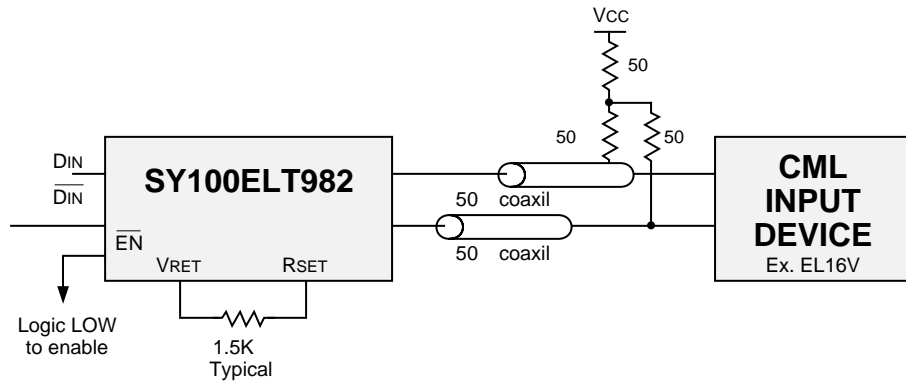 VCC
50
50
50
DIN
DIN
EN
SY100ELT982
VRET
RSET
50 coaxil
50 coaxil
CML
INPUT
DEVICE
Ex. EL16V
Logic LOW
to enable
1.5K
Typical